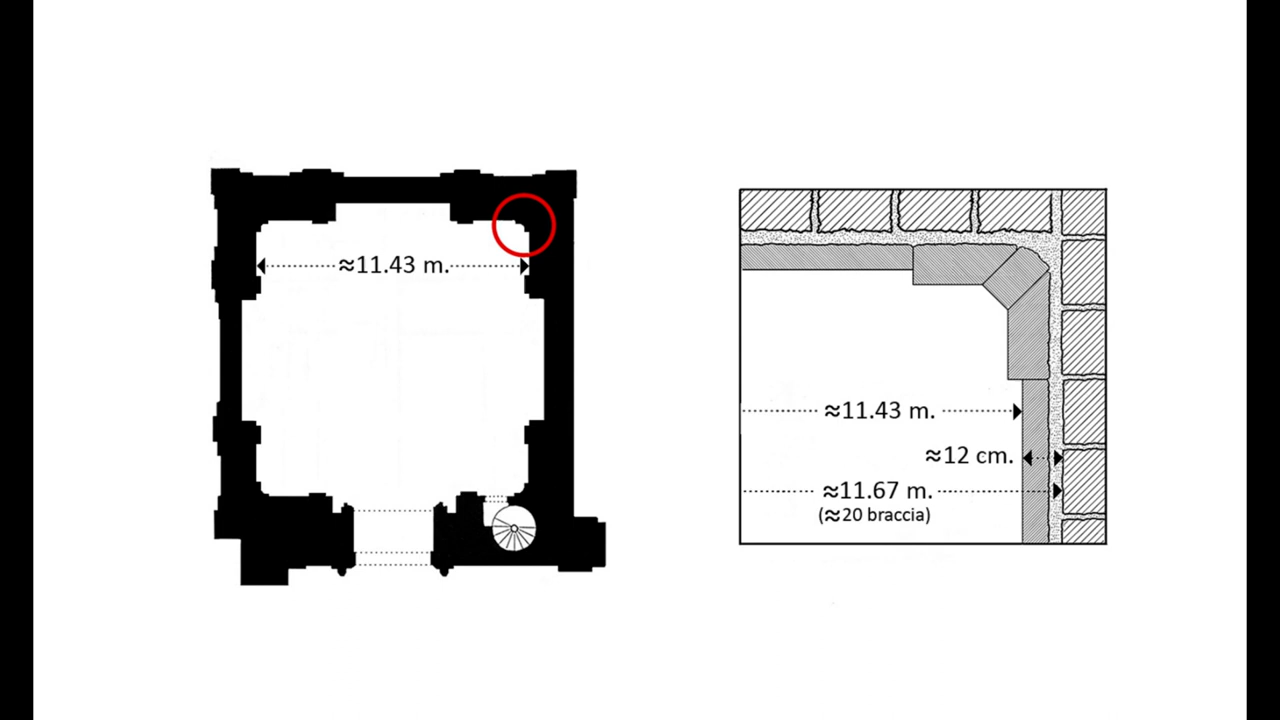 ≈11.43 m.
≈11.43 m.
≈12 cm.
≈11.67 m.
(≈20 braccia)